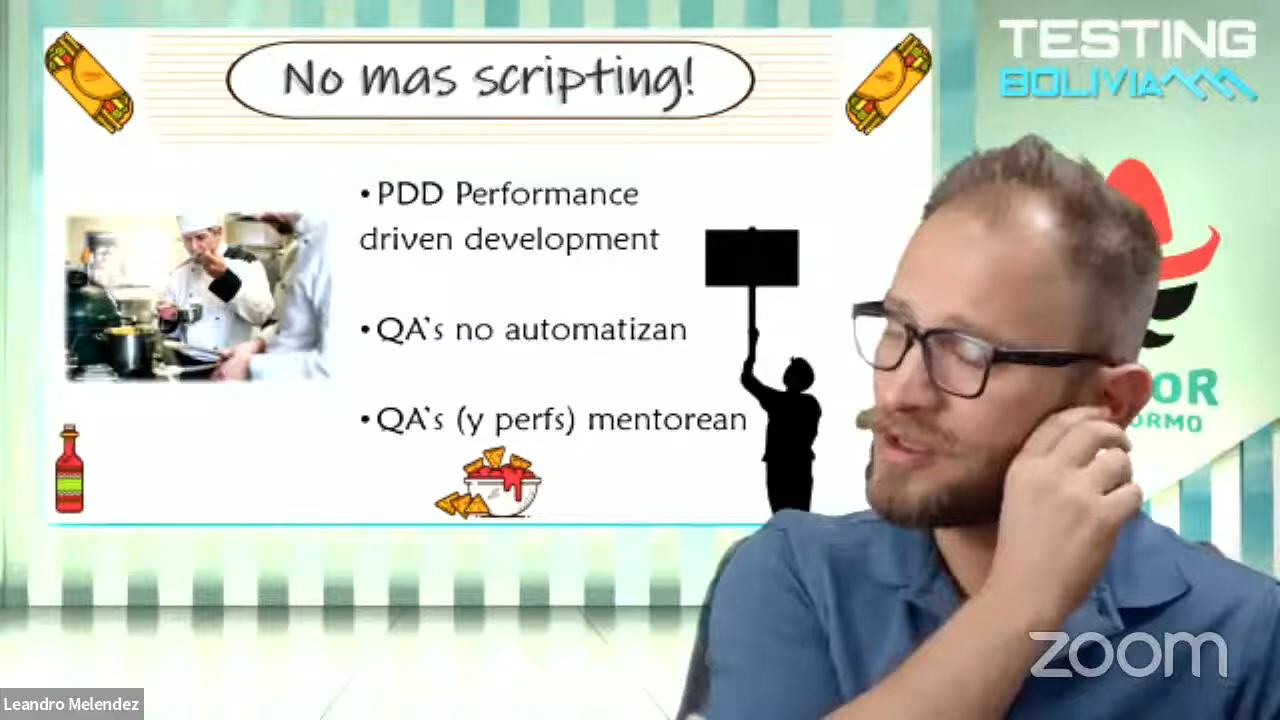 No mas scripting!
TESTING
BOLIVIA
• PDD Performance
driven development
• QA's no automatizan
• QA's (y perfs) mentorean
OR
ORMO
zoom
Leandro Melendez